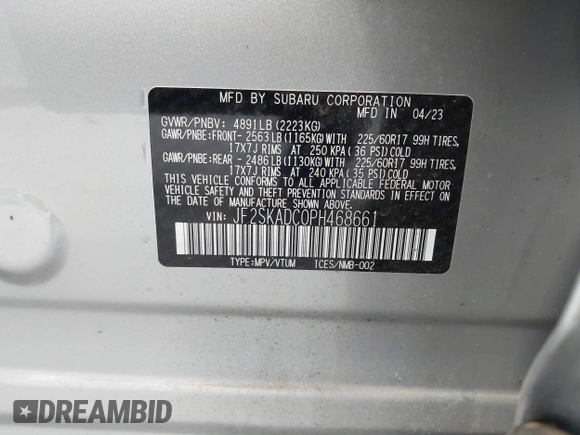 MFD BY SUBARU CORPORATION
MFD IN 04/23
GVWR/PNBV: 4891LB (2223KG)
GAWR/PNBE:FRONT- 2563LB(1165KG)WITH 225/60R17 99H TIRES,
17X7J RIMS AT 250 KPA( 36 PSI)COLD
GAWR/PNBE:REAR - 2486LB(1130KG)WITH 225/60R17 99H TIRES,
17X7J RIMS AT 240 KPA( 35 PSI)COLD
THIS VEHICLE CONFORMS TO ALL APPLICABLE FEDERAL MOTOR
VEHICLE SAFETY AND THEFT PREVENTION STANDARDS IN EFFECT ON
THE DATE OF MANUFACTURE SHOWN ABOVE.
VIN: JF2SKADC0PH468661
TYPE:MPV/VTUM ICES/NMB-002
DREAMBID